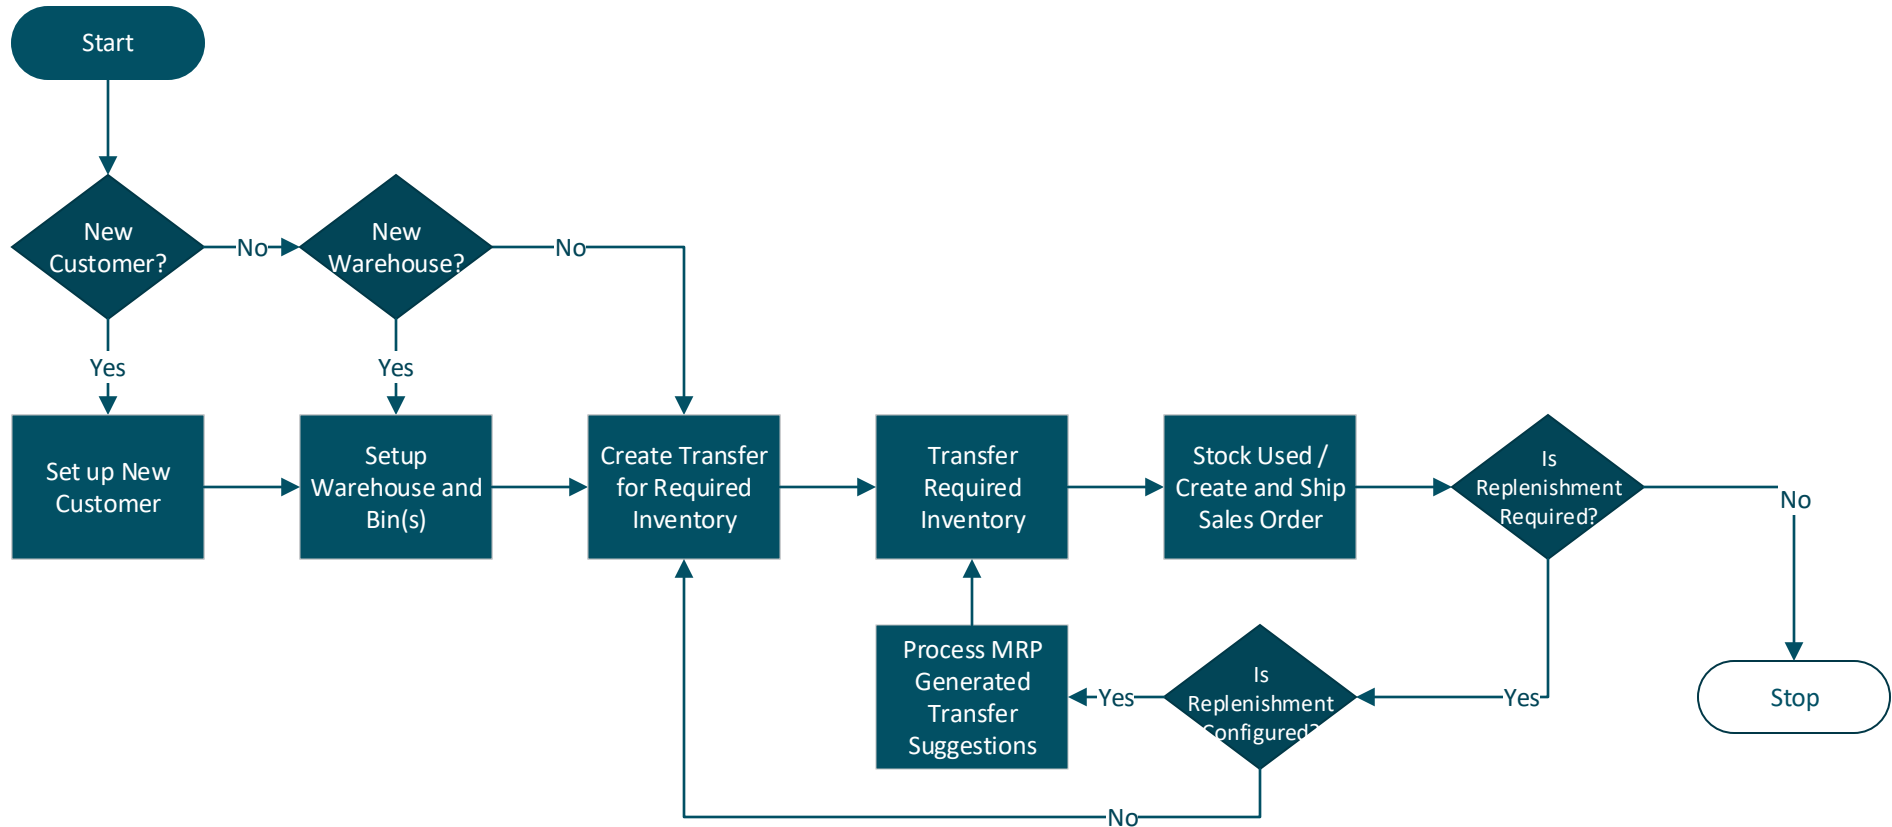 Start
New
Customer?
No
New
Warehouse?
No
Yes
Yes
Set up New
Customer
Setup
Warehouse and
Bin(s)
Create Transfer
for Required
Inventory
Transfer
Required
Inventory
Stock Used /
Create and Ship
Sales Order
Is
Replenishment
Required?
No
Process MRP
Generated
Transfer
Suggestions
Yes
Is
Replenishment
Configured?
Yes
Stop
No